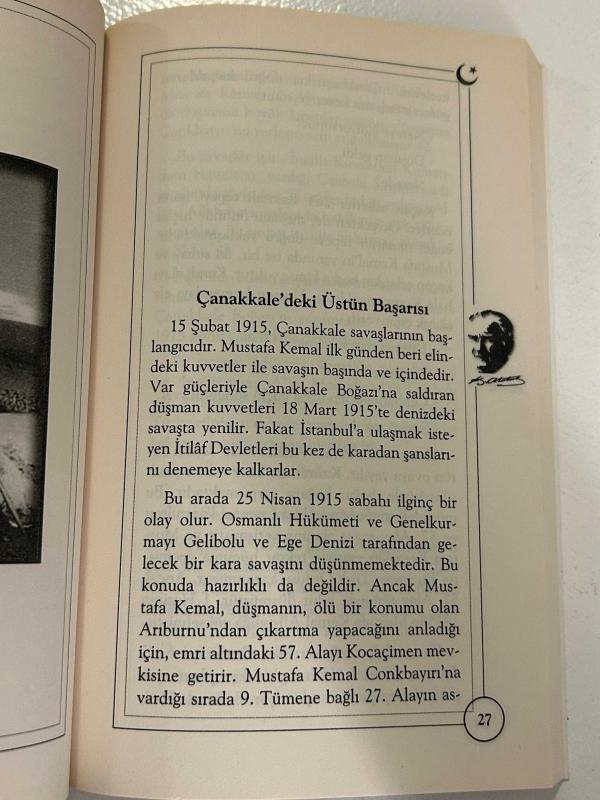 Çanakkale'deki Üstün Başarısı
15 Şubat 1915, Çanakkale savaşlarının baş-
langıcıdır. Mustafa Kemal ilk günden beri elin-
deki kuvvetler ile savaşın başında ve içindedir.
Var güçleriyle Çanakkale Boğazı'na saldıran
düşman kuvvetleri 18 Mart 1915'te denizdeki
savaşta yenilir. Fakat İstanbul'a ulaşmak iste-
yen İtilâf Devletleri bu kez de karadan şansları-
nı denemeye kalkarlar.
Bu arada 25 Nisan 1915 sabahı ilginç bir
olay olur. Osmanlı Hükümeti ve Genelkur-
mayı Gelibolu ve Ege Denizi tarafından ge-
lecek bir kara savaşını düşünmemektedir. Bu
konuda hazırlıklı da değildir. Ancak Mus-
tafa Kemal, düşmanın, ölü bir konumu olan
Arıburnu'ndan çıkartma yapacağını anladığı
için, emri altındaki 57. Alayı Kocaçimen mev-
kisine getirir. Mustafa Kemal Conkbayırı'na
vardığı sırada 9. Tümene bağlı 27. Alayın as-
27